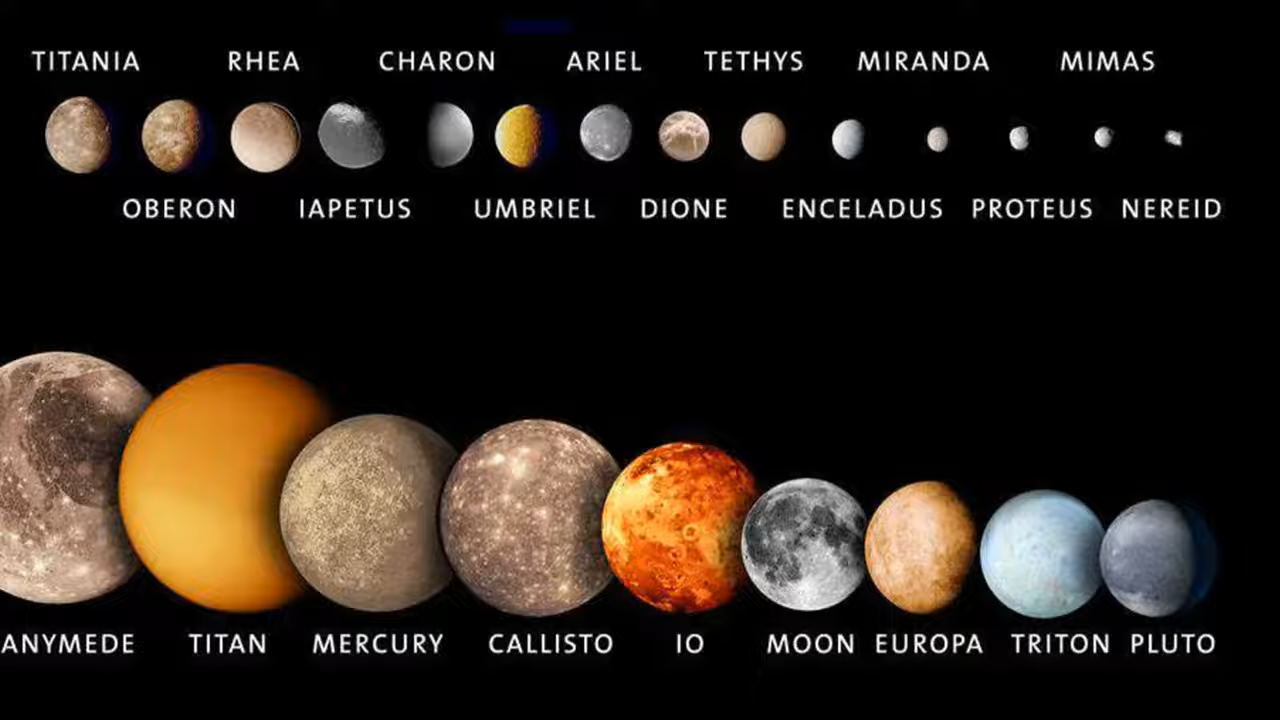 TITANIA RHEA CHARON ARIEL TETHYS MIRANDA MIMAS
OBERON IAPETUS UMBRIEL DIONE ENCELADUS PROTEUS NEREID
ANYMEDE TITAN MERCURY CALLISTO IO MOON EUROPA TRITON PLUTO